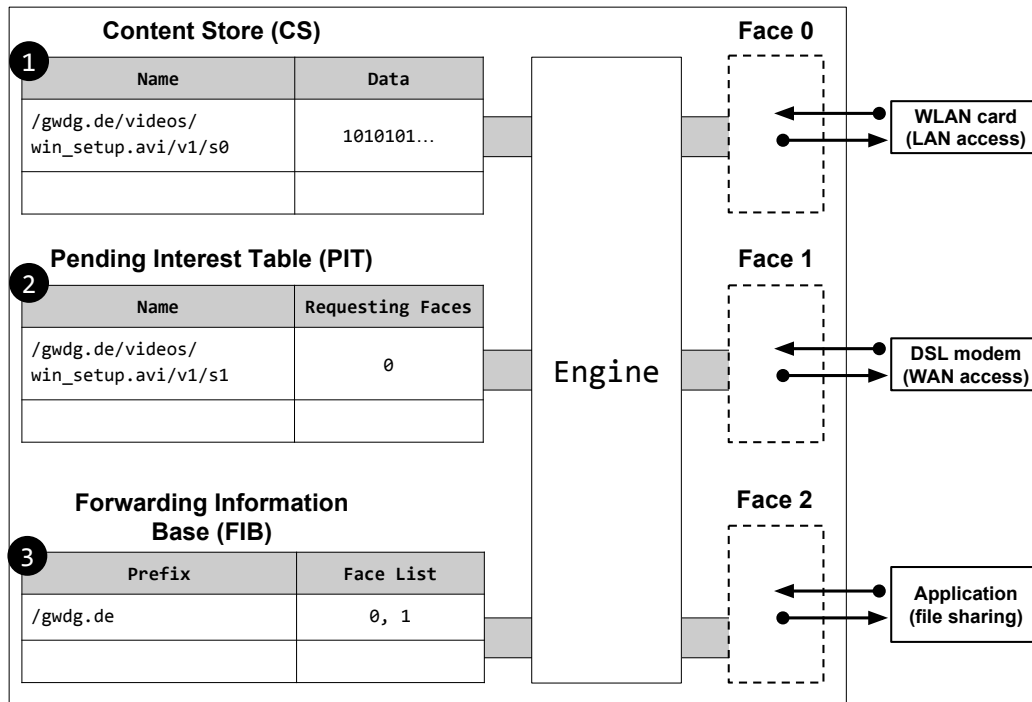 Content Store (CS)
1
Name
Data
/gwdg.de/videos/
win_setup.avi/v1/s0
1010101…
Pending Interest Table (PIT)
2
Name
Requesting Faces
/gwdg.de/videos/
win_setup.avi/v1/s1
0
Forwarding Information
Base (FIB)
3
Prefix
Face List
/gwdg.de
0, 1
Engine
Face 0
WLAN card
(LAN access)
Face 1
DSL modem
(WAN access)
Face 2
Application
(file sharing)